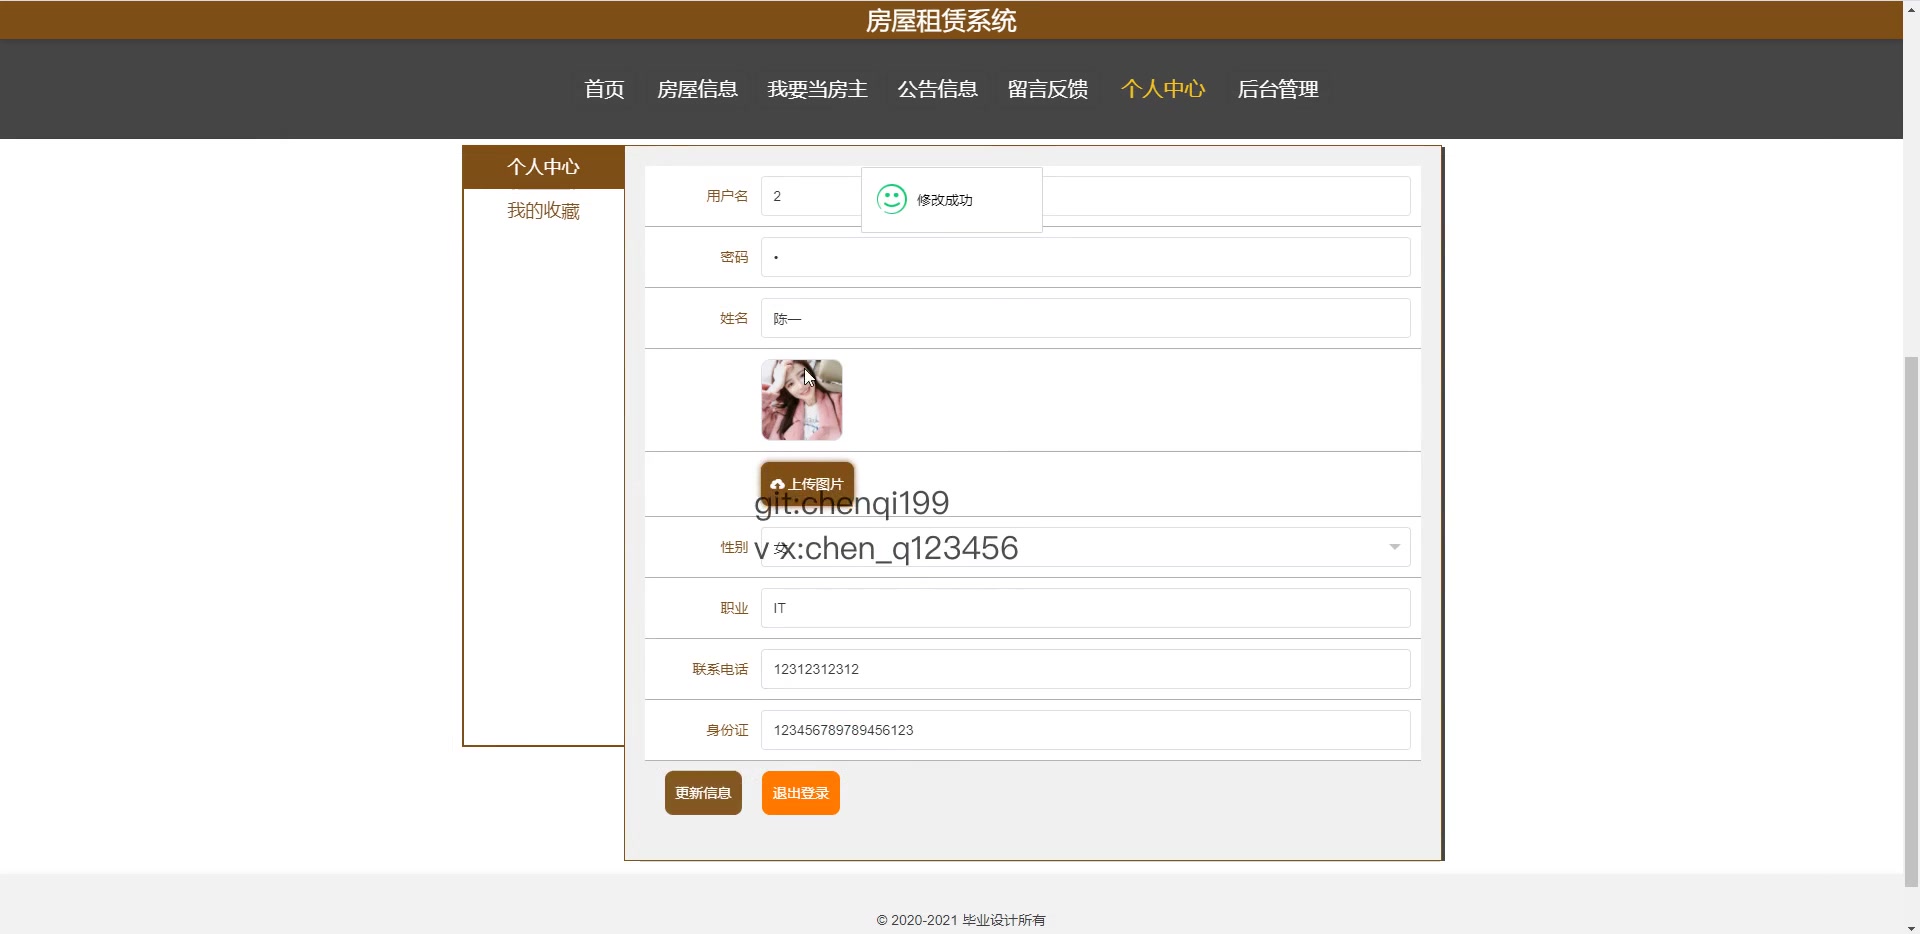 房屋租赁系统
首页 房屋信息 我要当房主 公告信息 留言反馈 个人中心 后台管理
个人中心
我的收藏
用户名 2
修改成功
密码 •
姓名 陈一
上传图片
git:chenqi199
性别 女
v x:chen_q123456
职业 IT
联系电话 12312312312
身份证 123456789789456123
更新信息 退出登录
© 2020-2021 毕业设计所有